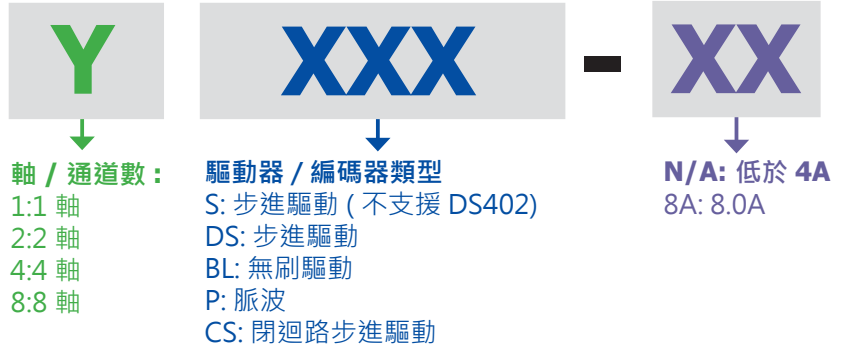 Y XXX - XX
軸 / 通道數 :
1:1 軸
2:2 軸
4:4 軸
8:8 軸
驅動器 / 編碼器類型
S: 步進驅動 ( 不支援 DS402)
DS: 步進驅動
BL: 無刷驅動
P: 脈波
CS: 閉迴路步進驅動
N/A: 低於 4A
8A: 8.0A